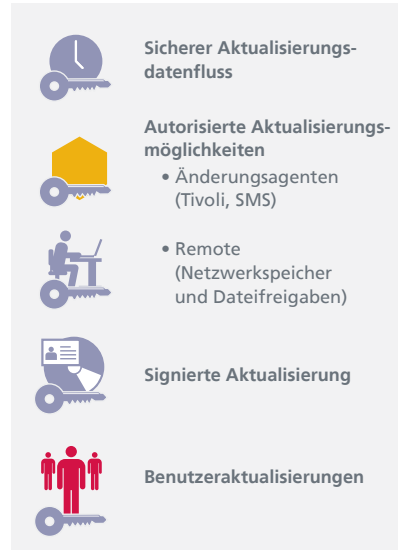 Sicherer Aktualisierungs-
datenfluss
Autorisierte Aktualisierungs-
möglichkeiten
• Änderungsagenten
(Tivoli, SMS)
• Remote
(Netzwerkspeicher
und Dateifreigaben)
Signierte Aktualisierung
Benutzeraktualisierungen